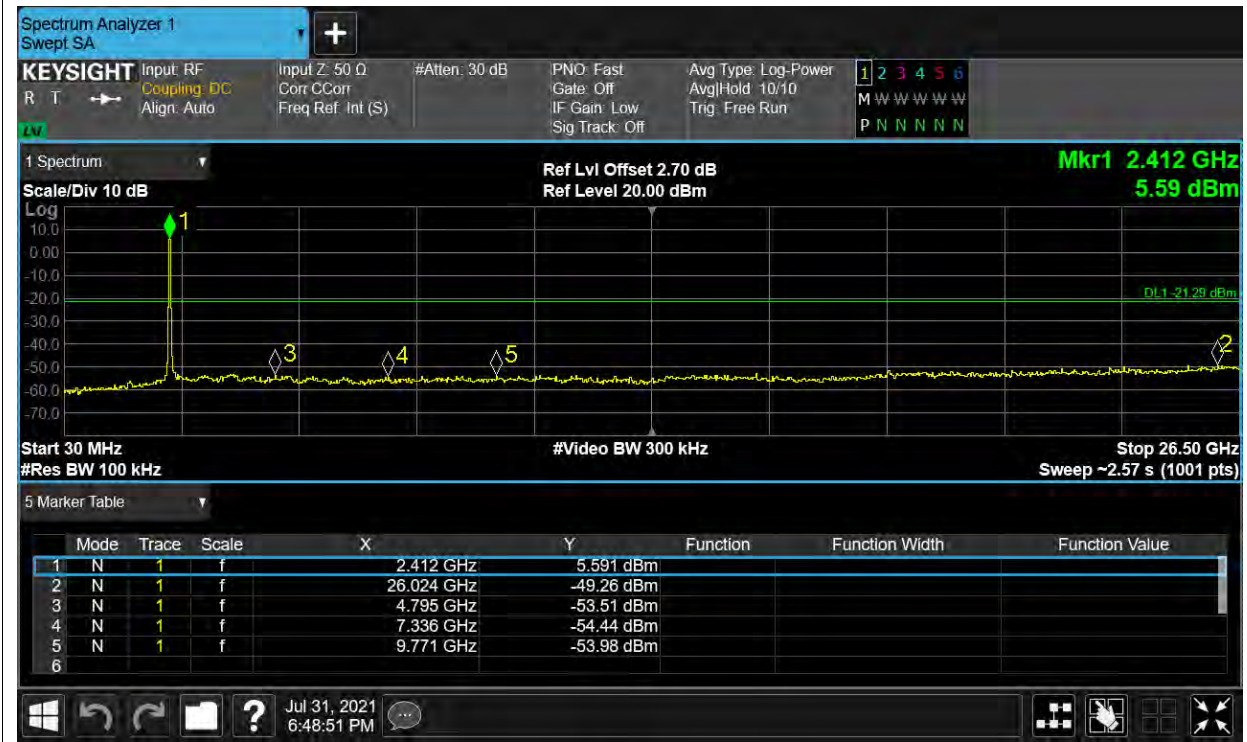 Spectrum Analyzer 1
Swept SA
KEYSIGHT Input: RF Input Z: 50 Ω #Atten: 30 dB PNO: Fast Avg Type: Log-Power 1 2 3 4 5 6
R T Coupling: DC Corr CCorr Gate: Off Avg|Hold: 10/10 M W W W W W
Align: Auto Freq Ref: Int (S) IF Gain: Low Trig: Free Run
LXI Sig Track: Off P N N N N N N
1 Spectrum
Ref Lvl Offset 2.70 dB Mkr1 2.412 GHz
Scale/Div 10 dB Ref Level 20.00 dBm 5.59 dBm
Log
1
10.0
0.00
-10.0
-20.0 DL1 -21.29 dBm
-30.0
-40.0
3 4 5 2
-50.0
-60.0
-70.0
Start 30 MHz #Video BW 300 kHz Stop 26.50 GHz
#Res BW 100 kHz Sweep ~2.57 s (1001 pts)
5 Marker Table
Mode Trace Scale X Y Function Function Width Function Value
1 N 1 f 2.412 GHz 5.591 dBm
2 N 1 f 26.024 GHz -49.26 dBm
3 N 1 f 4.795 GHz -53.51 dBm
4 N 1 f 7.336 GHz -54.44 dBm
5 N 1 f 9.771 GHz -53.98 dBm
6
? Jul 31, 2021
6:48:51 PM